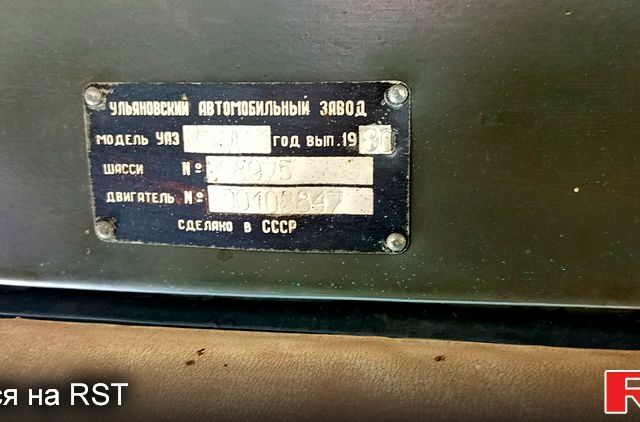 УЛЬЯНОВСКИЙ АВТОМОБИЛЬНЫЙ ЗАВОД
МОДЕЛЬ УАЗ ГОД ВЫП. 19
ШАССИ №
ДВИГАТЕЛЬ №
СДЕЛАНО В СССР
ся на RST
R